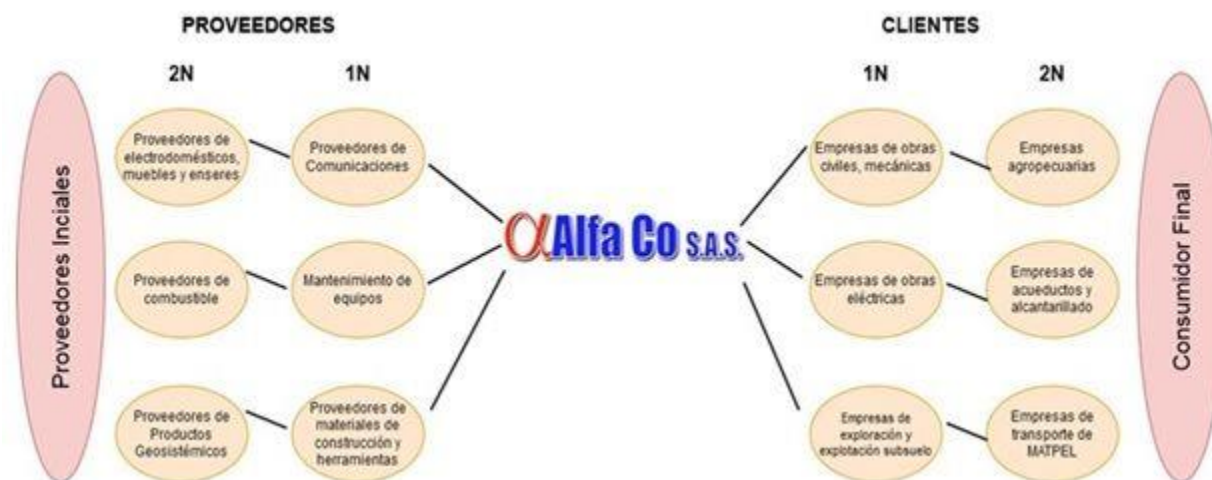 PROVEEDORES
CLIENTES
2N
1N
1N
2N
Proveedores Inciales
Proveedores de
electrodomésticos,
muebles y enseres
Proveedores de
Comunicaciones
Empresas de obras
civiles, mecánicas
Empresas
agropecuarias
αAlfa Co S.A.S.
Proveedores de
combustible
Mantenimiento de
equipos
Empresas de obras
eléctricas
Empresas de
acueductos y
alcantarillado
Proveedores de
Productos
Geosistémicos
Proveedores de
materiales de
construcción y
herramientas
Empresas de
exploración y
explotación subsuelo
Empresas de
transporte de
MATPEL
Consumidor Final